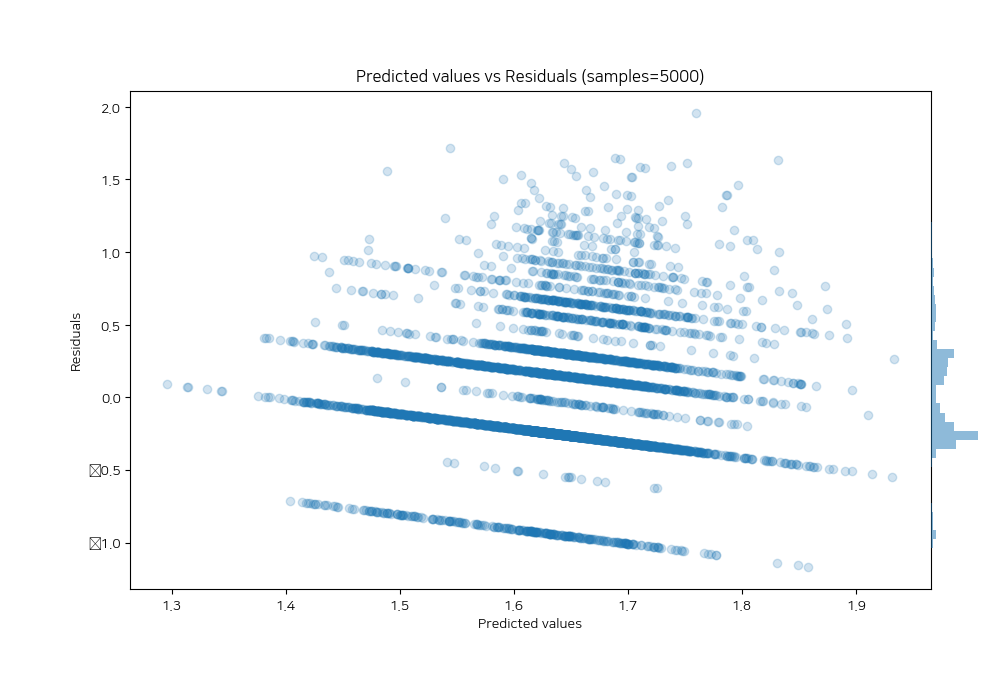 Predicted values vs Residuals (samples=5000)
2.0
1.5
1.0
0.5
0.0
▯0.5
▯1.0
Residuals
1.3 1.4 1.5 1.6 1.7 1.8 1.9
Predicted values